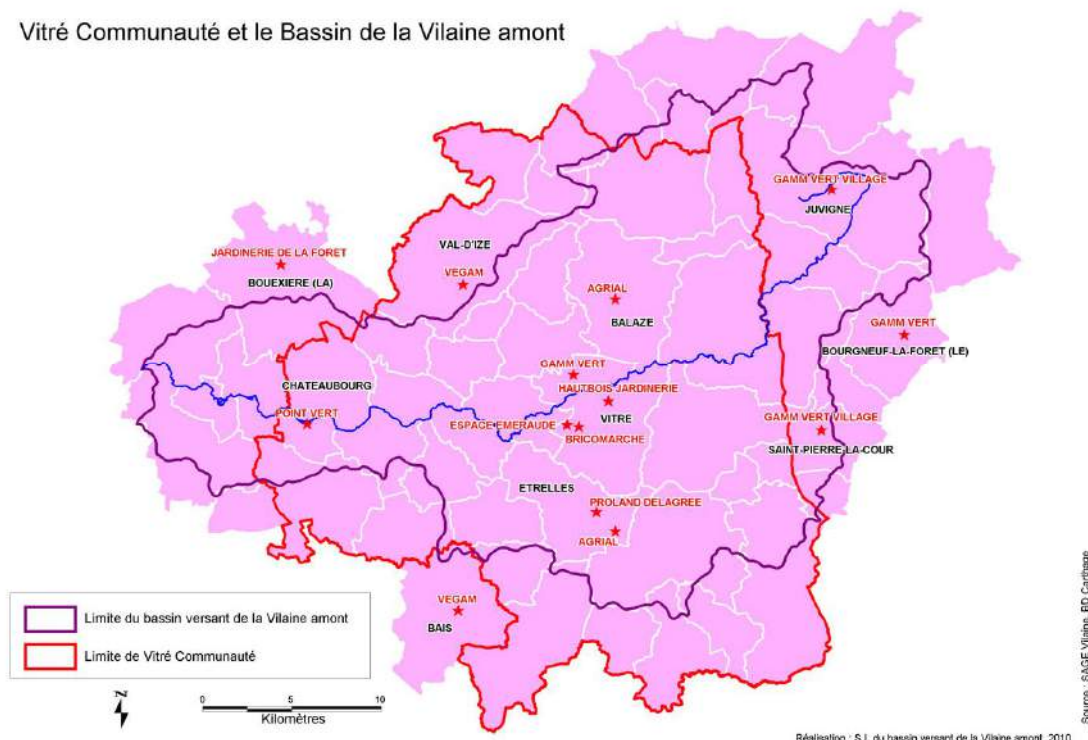 Vitré Communauté et le Bassin de la Vilaine amont
GAMM VERT VILLAGE
JUVIGNE
VAL-D'IZE
JARDINERIE DE LA FORET
BOUEXIERE (LA)
VEGAM
AGRIAL
BALAZE
GAMM VERT
BOURGNEUF-LA-FORET (LE)
GAMM VERT
CHATEAUBOURG
HAUTBOIS JARDINERIE
POINT VERT
VITRE
GAMM VERT VILLAGE
ESPACE EMERAUDE
BRICOMARCHE
SAINT-PIERRE-LA-COUR
ETRELLES
PROLAND DELAGREE
AGRIAL
VEGAM
BAIS
Limite du bassin versant de la Vilaine amont
Limite de Vitré Communauté
N
0 5 10
Kilomètres
Source : SAGE Vilaine, BD Carthage
Réalisation : S.I. du bassin versant de la Vilaine amont, 2010